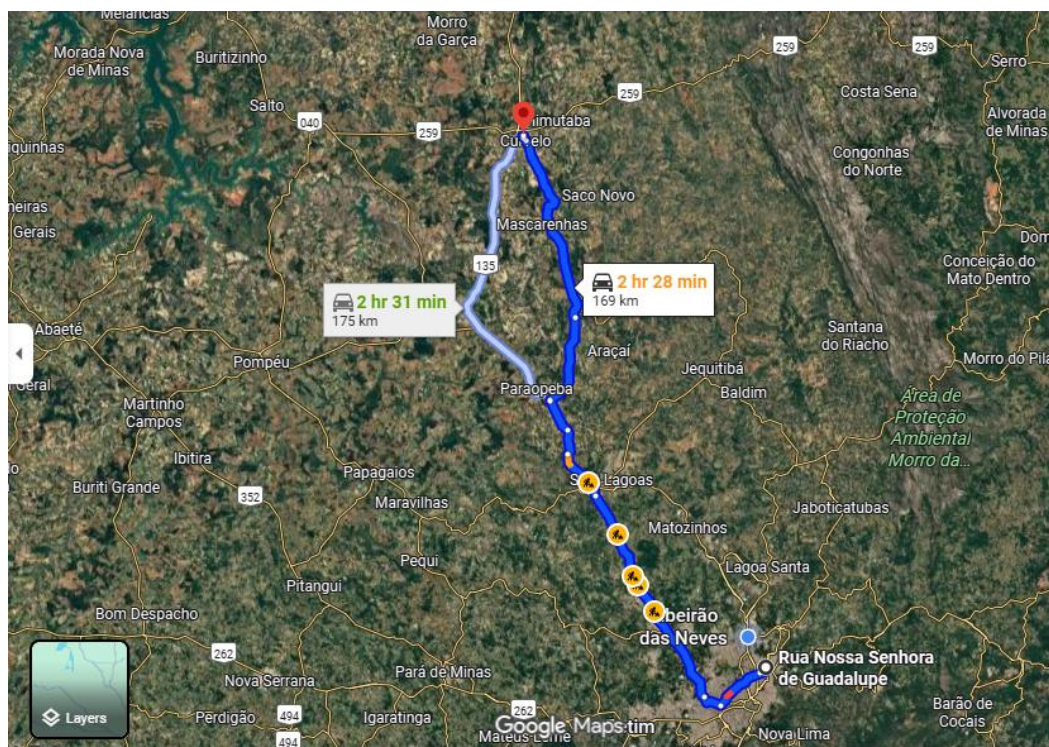 Melancias
Morro
da Garça
259
259
Serro
Morada Nova
de Minas
Buritizinho
Costa Sena
Salto
040
259
Alvorada
de Minas
Congonhas
do Norte
Saco Novo
Gerais
Mascarenhas
135
Conceição do
Mato Dentro
2 hr 28 min
169 km
2 hr 31 min
175 km
Santana
do Riacho
Abaeté
Araçaí
Pompéu
Jequitibá
Morro do Pila
Paraopeba
Baldim
Martinho
Campos
Área de
Proteção
Ambiental
Morro da...
Ibitira
Papagaios
Buriti Grande
352
Maravilhas
Lagoas
Matozinhos
Jaboticatubas
Pequi
Lagoa Santa
Pitangui
Bom Despacho
das Neves
262
Rua Nossa Senhora
de Guadalupe
Nova Serrana
Pará de Minas
Layers
Perdigão
494
Igaratinga
262
Google Maps
Barão de
Cocais
494
Nova Lima